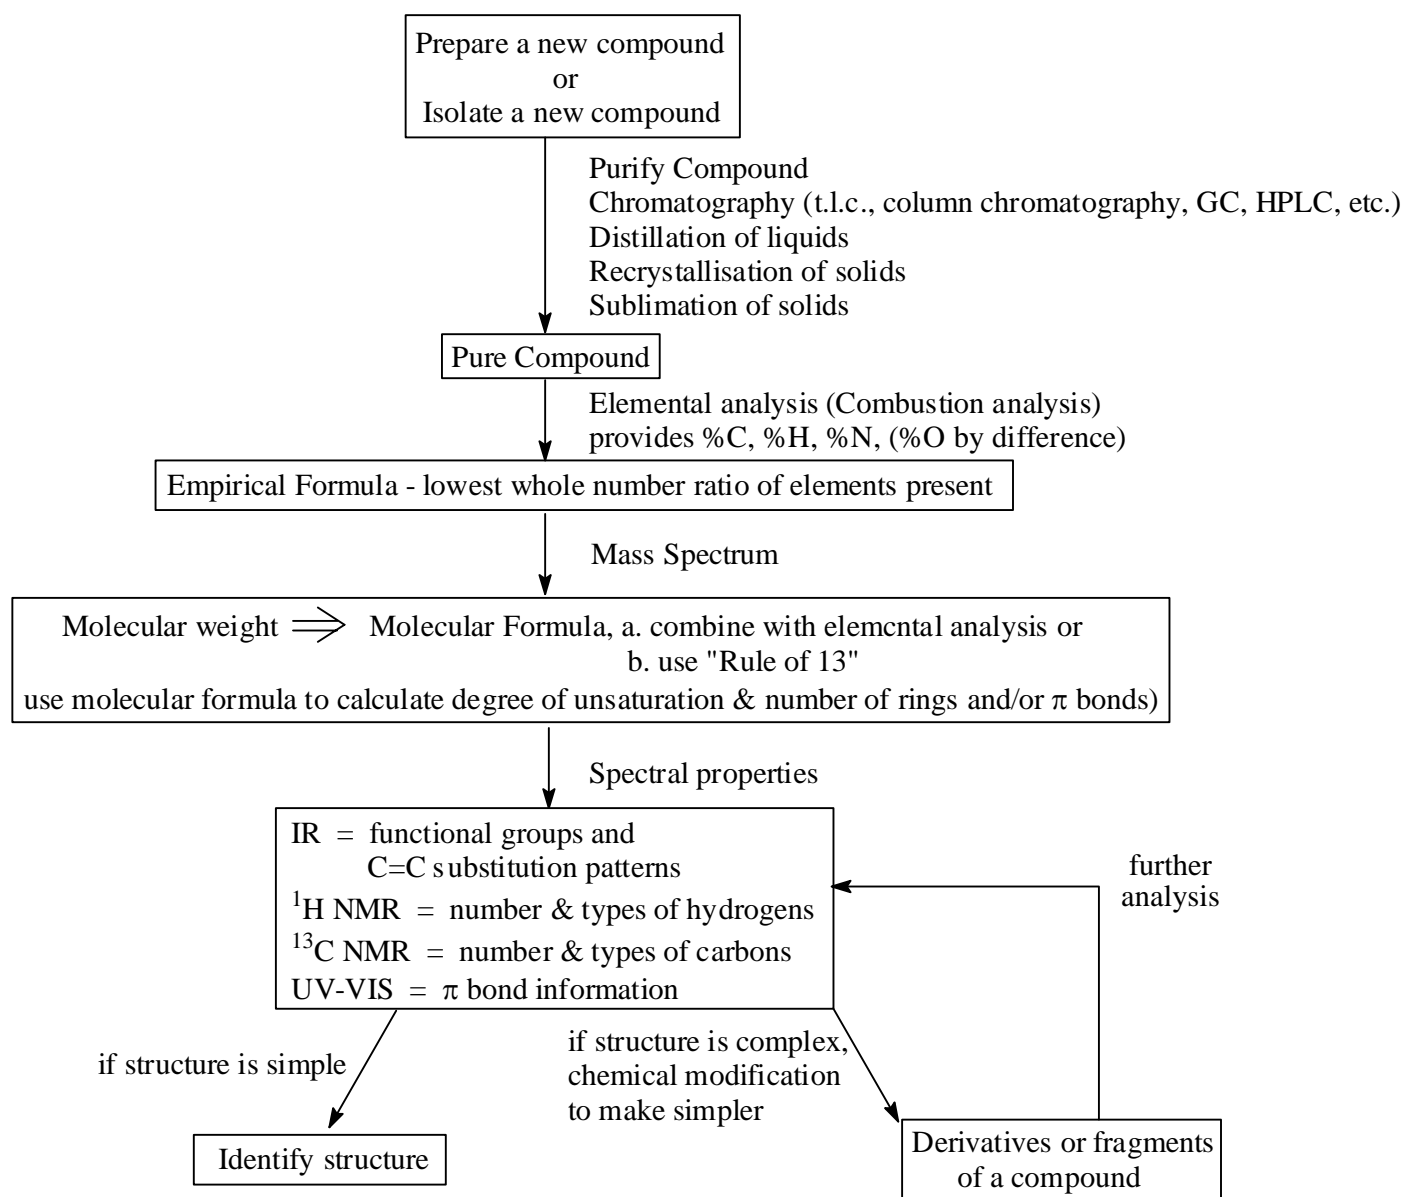 Prepare a new compound
or
Isolate a new compound
Purify Compound
Chromatography (t.l.c., column chromatography, GC, HPLC, etc.)
Distillation of liquids
Recrystallisation of solids
Sublimation of solids
Pure Compound
Elemental analysis (Combustion analysis)
provides %C, %H, %N, (%O by difference)
Empirical Formula - lowest whole number ratio of elements present
Mass Spectrum
Molecular weight ⇒ Molecular Formula, a. combine with elemcntal analysis or
b. use "Rule of 13"
use molecular formula to calculate degree of unsaturation & number of rings and/or π bonds)
Spectral properties
IR = functional groups and
C=C substitution patterns
¹H NMR = number & types of hydrogens
¹³C NMR = number & types of carbons
UV-VIS = π bond information
further
analysis
if structure is simple
if structure is complex,
chemical modification
to make simpler
Identify structure
Derivatives or fragments
of a compound